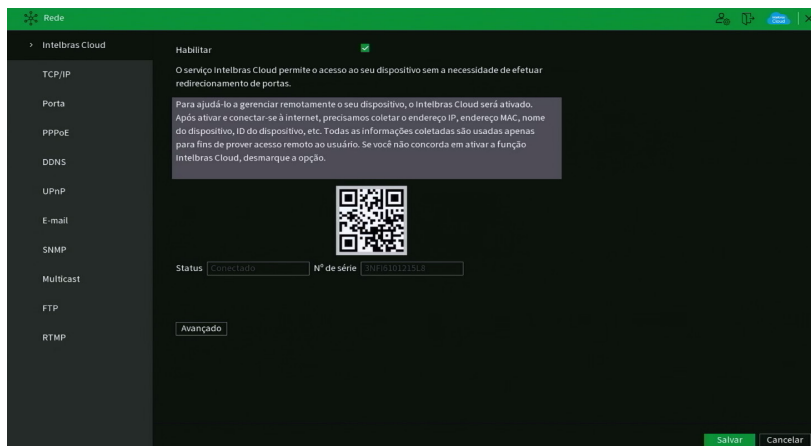 Rede
Intelbras Cloud
TCP/IP
Porta
PPPoE
DDNS
UPnP
E-mail
SNMP
Multicast
FTP
RTMP
Habilitar
O serviço Intelbras Cloud permite o acesso ao seu dispositivo sem a necessidade de efetuar
redirecionamento de portas.
Para ajudá-lo a gerenciar remotamente o seu dispositivo, o Intelbras Cloud será ativado.
Após ativar e conectar-se à internet, precisamos coletar o endereço IP, endereço MAC, nome
do dispositivo, ID do dispositivo, etc. Todas as informações coletadas são usadas apenas
para fins de prover acesso remoto ao usuário. Se você não concorda em ativar a função
Intelbras Cloud, desmarque a opção.
Status Conectado Nº de série
Avançado
Salvar Cancelar